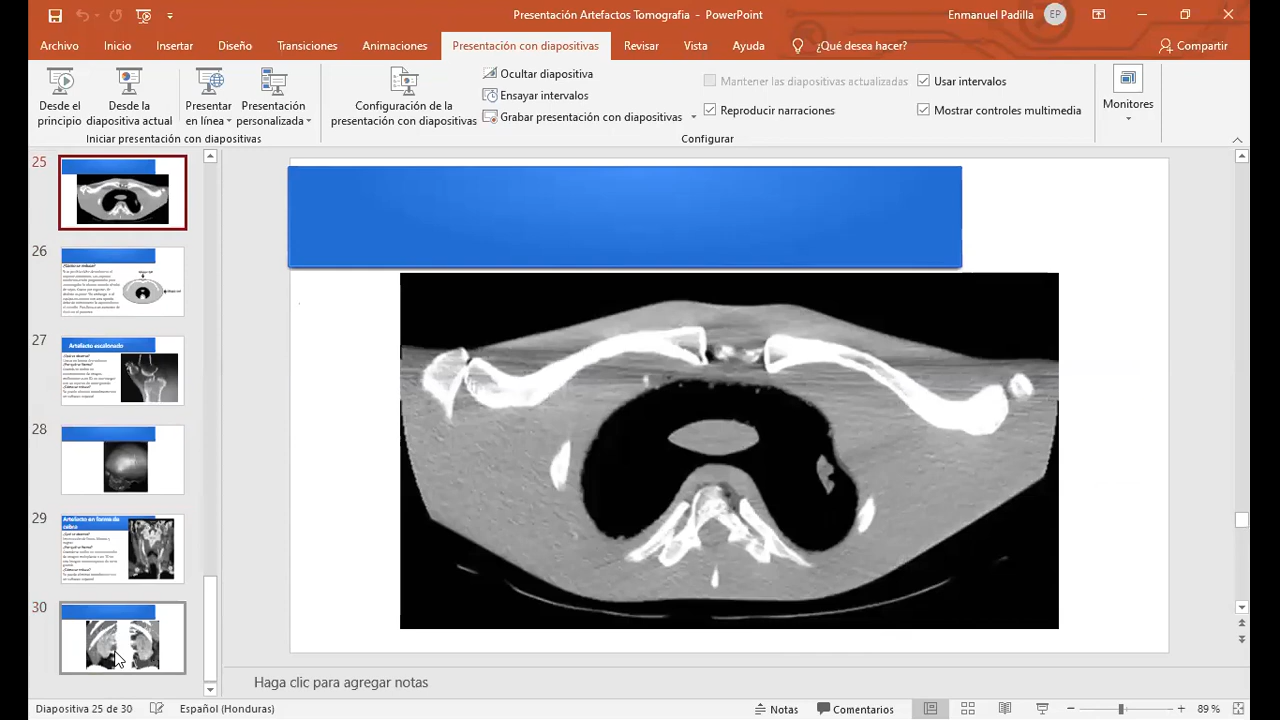 Presentación Artefactos Tomografia - PowerPoint
Enmanuel Padilla
EP
Archivo
Inicio
Insertar
Diseño
Transiciones
Animaciones
Presentación con diapositivas
Revisar
Vista
Ayuda
¿Qué desea hacer?
Compartir
Desde el principio
Desde la diapositiva actual
Presentar en línea
Presentación personalizada
Iniciar presentación con diapositivas
Configuración de la presentación con diapositivas
Ocultar diapositiva
Ensayar intervalos
Grabar presentación con diapositivas
Mantener las diapositivas actualizadas
Reproducir narraciones
Usar intervalos
Mostrar controles multimedia
Configurar
Monitores
25
26
27
Artefacto escalonado
28
29
Artefacto en forma de
cebra
30
Haga clic para agregar notas
Diapositiva 25 de 30
Español (Honduras)
Notas
Comentarios
89 %